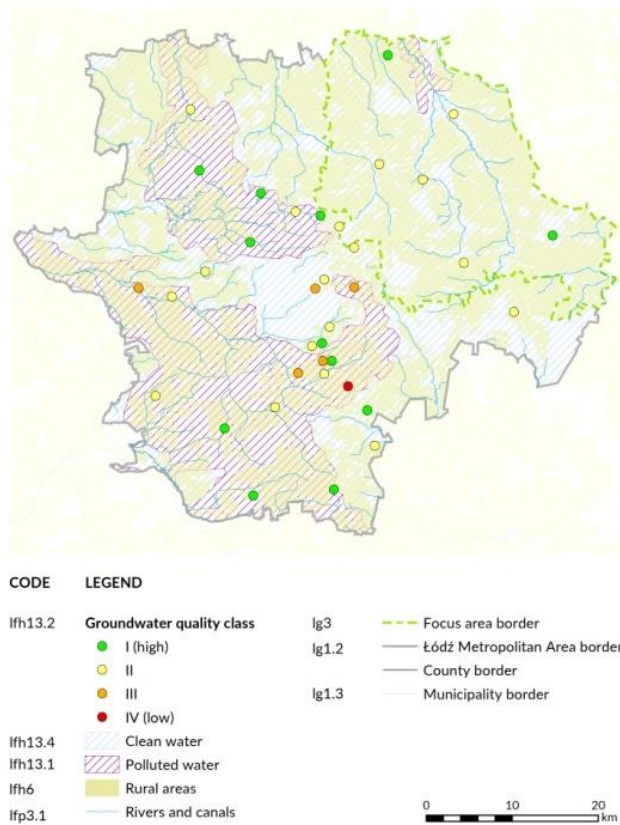 CODE LEGEND
lfh13.2 Groundwater quality class lg3 Focus area border
I (high) lg1.2 Łódź Metropolitan Area border
II County border
III lg1.3 Municipality border
IV (low)
lfh13.4 Clean water
lfh13.1 Polluted water
lfh6 Rural areas
lfp3.1 Rivers and canals
0 10 20
km